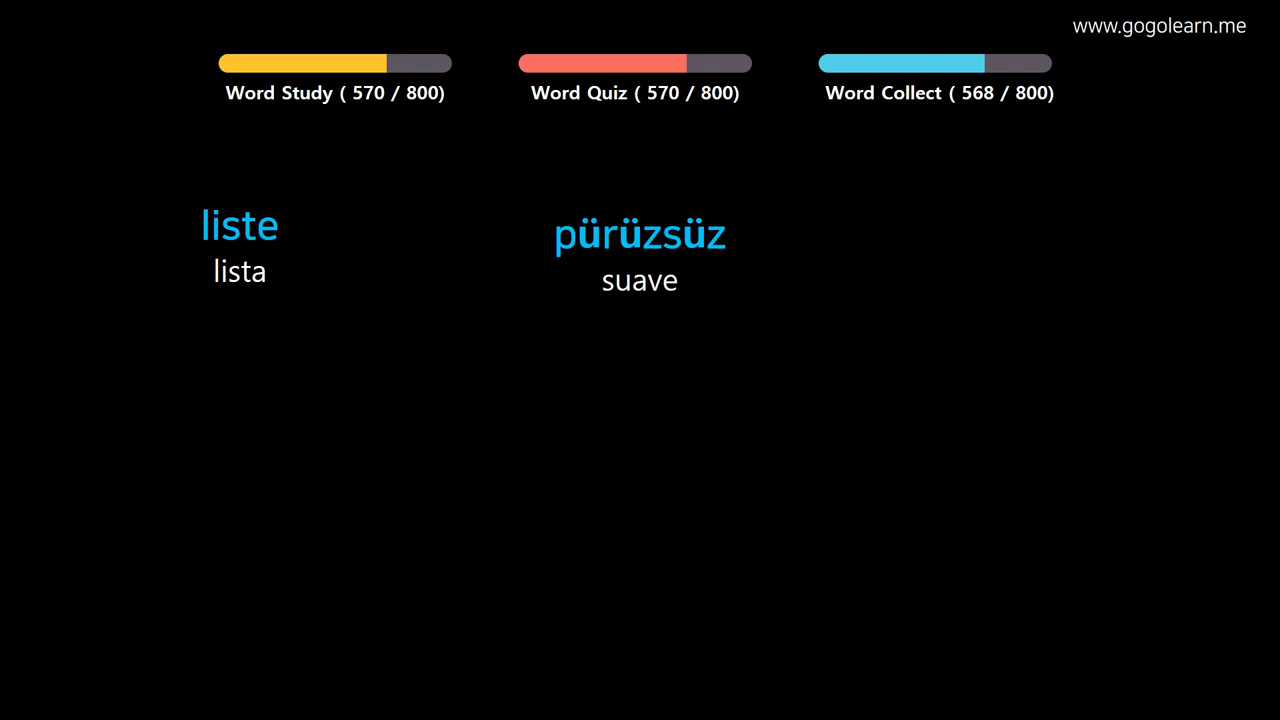 www.gogolearn.me
Word Study ( 570 / 800)
Word Quiz ( 570 / 800)
Word Collect ( 568 / 800)
liste
lista
pürüzsüz
suave